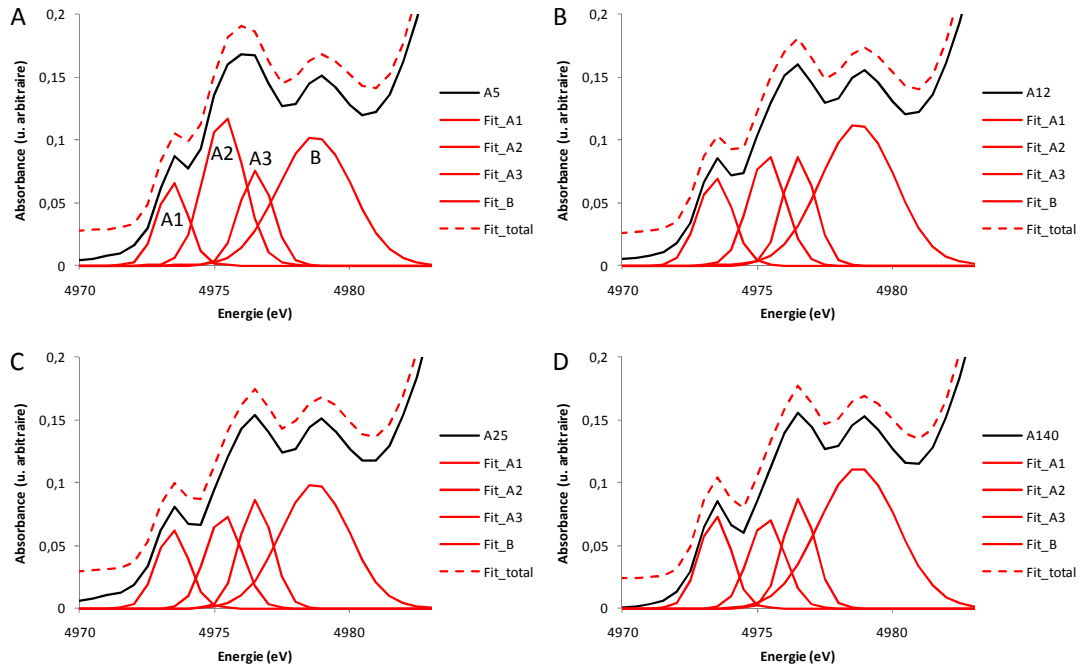 A
0,2
0,15
0,1
0,05
0
4970
4975
4980
Absorbance (u. arbitraire)
Energie (eV)
A1
A2
A3
B
A5
Fit_A1
Fit_A2
Fit_A3
Fit_B
Fit_total
B
0,2
0,15
0,1
0,05
0
4970
4975
4980
Absorbance (u. arbitraire)
Energie (eV)
A12
Fit_A1
Fit_A2
Fit_A3
Fit_B
Fit_total
C
0,2
0,15
0,1
0,05
0
4970
4975
4980
Absorbance (u. arbitraire)
Energie (eV)
A25
Fit_A1
Fit_A2
Fit_A3
Fit_B
Fit_total
D
0,2
0,15
0,1
0,05
0
4970
4975
4980
Absorbance (u. arbitraire)
Energie (eV)
A140
Fit_A1
Fit_A2
Fit_A3
Fit_B
Fit_total